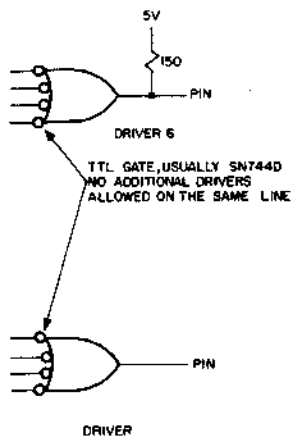 5V
150
PIN
DRIVER 6
TTL GATE, USUALLY SN7440
NO ADDITIONAL DRIVERS
ALLOWED ON THE SAME LINE
PIN
DRIVER